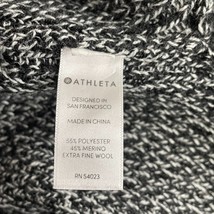 ATHLETA
DESIGNED IN
SAN FRANCISCO
MADE IN CHINA
55% POLYESTER
45% MERINO
EXTRA FINE WOOL
RN 54023